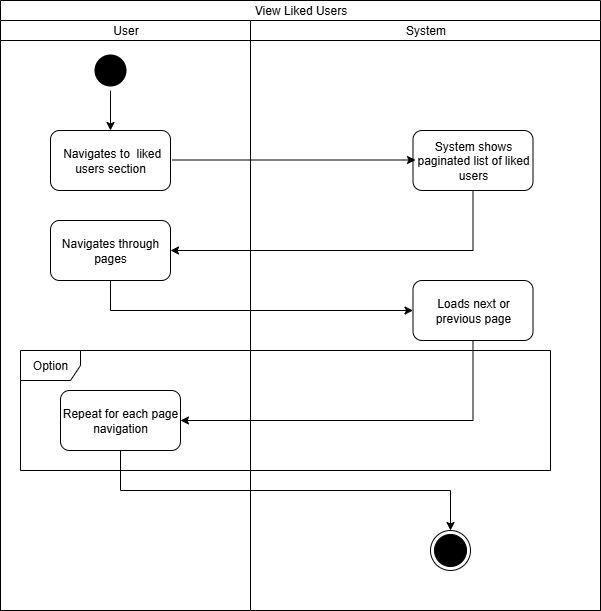 View Liked Users
User
System
Navigates to liked
users section
System shows
paginated list of liked
users
Navigates through
pages
Loads next or
previous page
Option
Repeat for each page
navigation